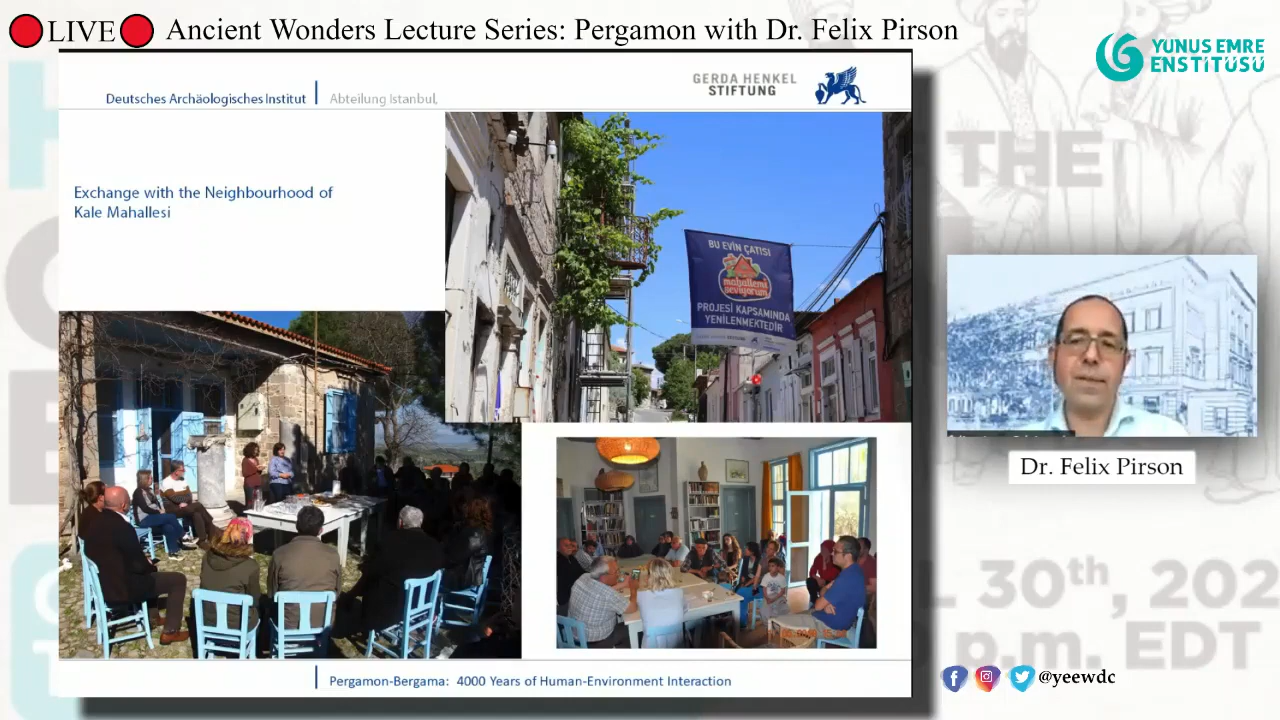 LIVE
Ancient Wonders Lecture Series: Pergamon with Dr. Felix Pirson
YUNUS EMRE
ENSTİTÜSÜ
Deutsches Archäologisches Institut
Abteilung Istanbul,
GERDA HENKEL
STIFTUNG
THE
Exchange with the Neighbourhood of
Kale Mahallesi
BU EVİN ÇATISI
mahallemi
seviyorum
PROJESİ KAPSAMINDA
YENİLENMEKTEDİR
Dr. Felix Pirson
30th, 202
p.m. EDT
Pergamon-Bergama: 4000 Years of Human-Environment Interaction
@yeewdc